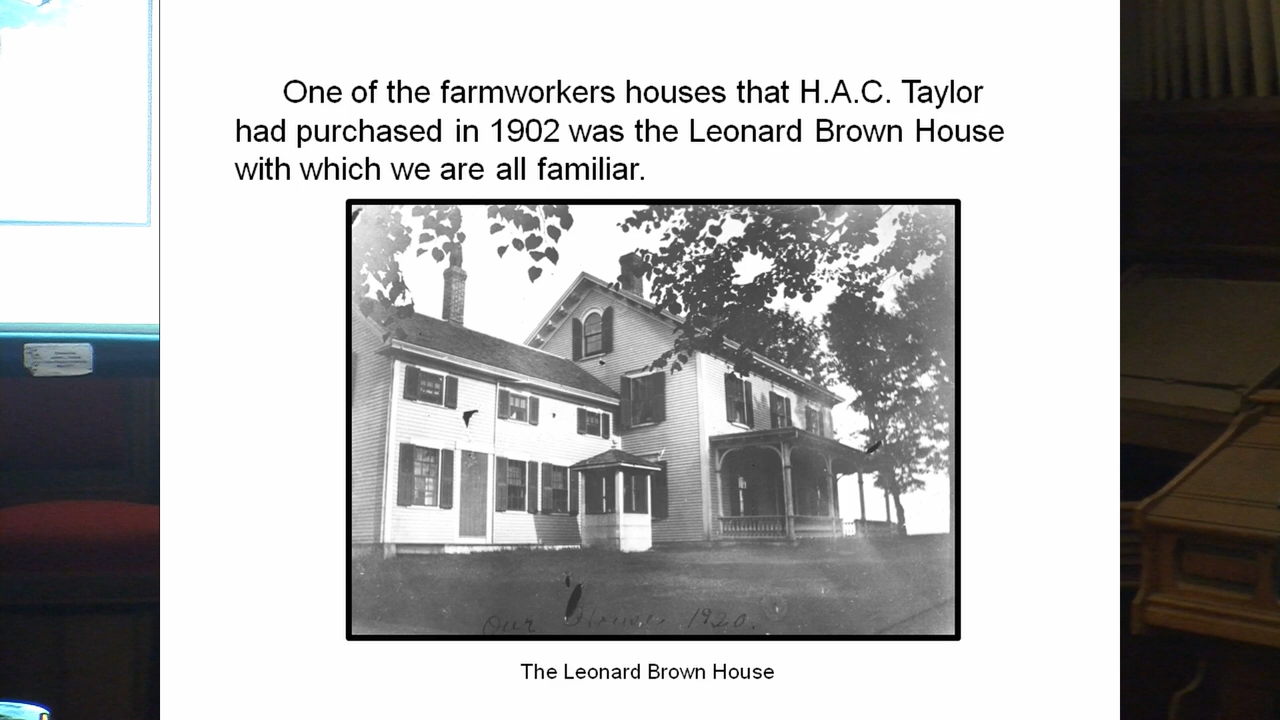 One of the farmworkers houses that H.A.C. Taylor
had purchased in 1902 was the Leonard Brown House
with which we are all familiar.
Our Home 1920.
The Leonard Brown House